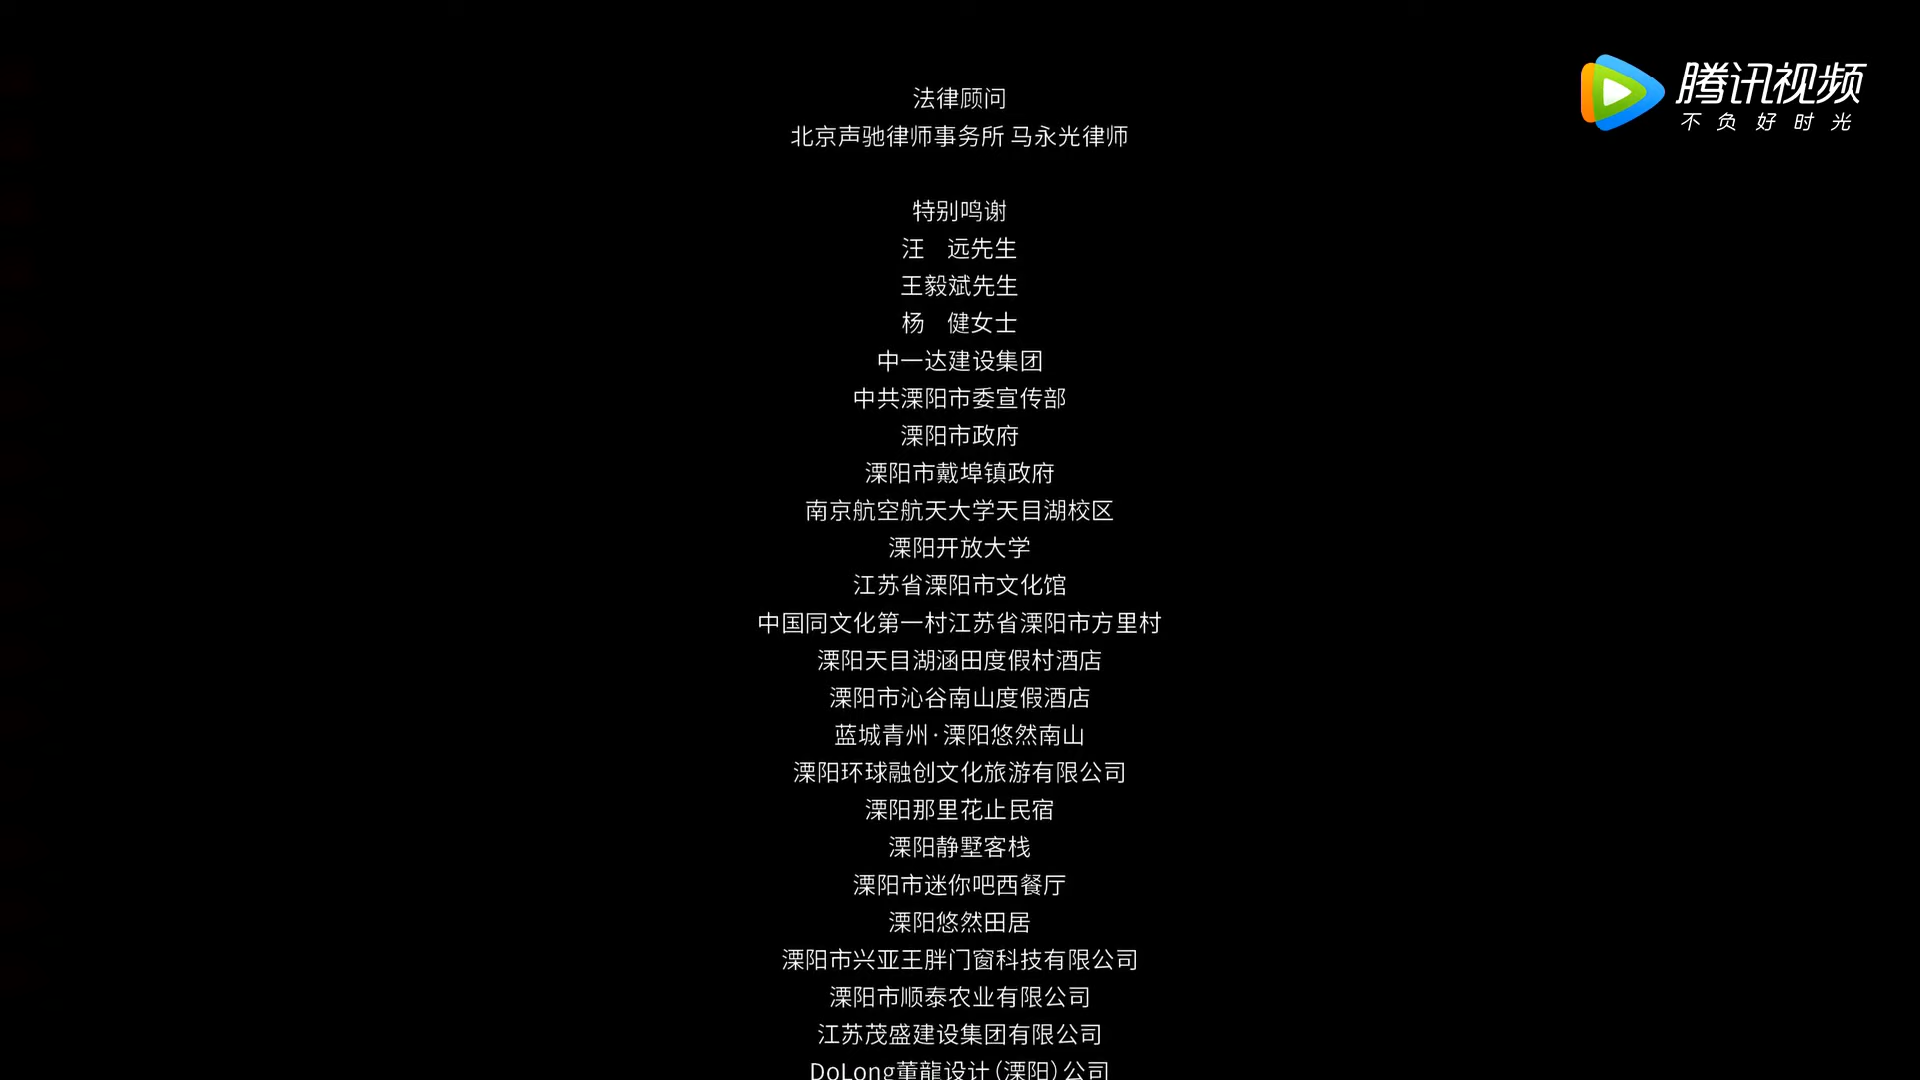 腾讯视频
不负好时光
法律顾问
北京声驰律师事务所 马永光律师
特别鸣谢
汪　远先生
王毅斌先生
杨　健女士
中一达建设集团
中共溧阳市委宣传部
溧阳市政府
溧阳市戴埠镇政府
南京航空航天大学天目湖校区
溧阳开放大学
江苏省溧阳市文化馆
中国同文化第一村江苏省溧阳市方里村
溧阳天目湖涵田度假村酒店
溧阳市沁谷南山度假酒店
蓝城青州·溧阳悠然南山
溧阳环球融创文化旅游有限公司
溧阳那里花止民宿
溧阳静墅客栈
溧阳市迷你吧西餐厅
溧阳悠然田居
溧阳市兴亚王胖门窗科技有限公司
溧阳市顺泰农业有限公司
江苏茂盛建设集团有限公司
DoLong董龍设计(溧阳)公司